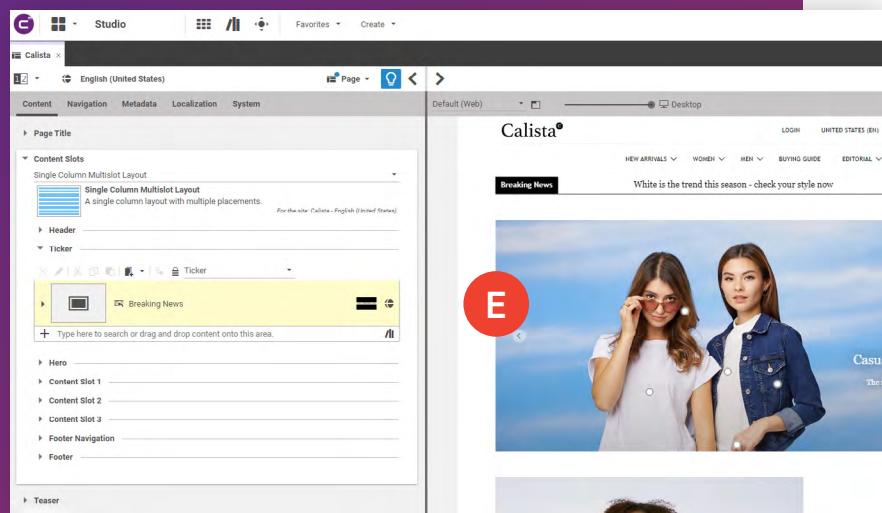 Studio
Favorites
Create
Calista ×
English (United States)
Page
Content Navigation Metadata Localization System
Default (Web)
Desktop
Page Title
Content Slots
Single Column Multislot Layout
Single Column Multislot Layout
A single column layout with multiple placements.
For the site: Calista - English (United States)
Header
Ticker
Ticker
Breaking News
Type here to search or drag and drop content onto this area.
Hero
Content Slot 1
Content Slot 2
Content Slot 3
Footer Navigation
Footer
Teaser
Calista
LOGIN UNITED STATES (EN)
NEW ARRIVALS WOMEN MEN BUYING GUIDE EDITORIAL
Breaking News White is the trend this season - check your style now
E
Casu
The